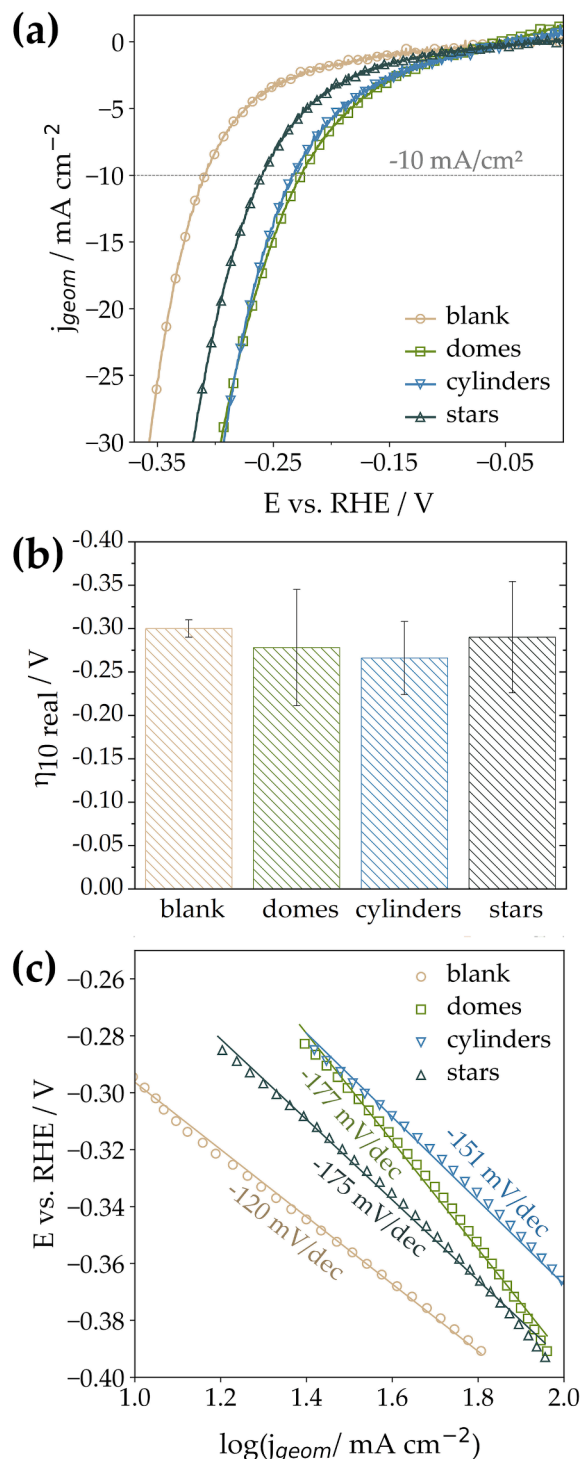 (a)
0
−5
−10
−15
−20
−25
−30
j_geom / mA cm⁻²
-10 mA/cm²
blank
domes
cylinders
stars
−0.35
−0.25
−0.15
−0.05
E vs. RHE / V
(b)
-0.40
-0.35
-0.30
-0.25
-0.20
-0.15
-0.10
-0.05
0.00
η10 real / V
blank
domes
cylinders
stars
(c)
−0.26
−0.28
−0.30
−0.32
−0.34
−0.36
−0.38
−0.40
E vs. RHE / V
blank
domes
cylinders
stars
-177 mV/dec
-151 mV/dec
-175 mV/dec
-120 mV/dec
1.0
1.2
1.4
1.6
1.8
2.0
log(j_geom/ mA cm⁻²)